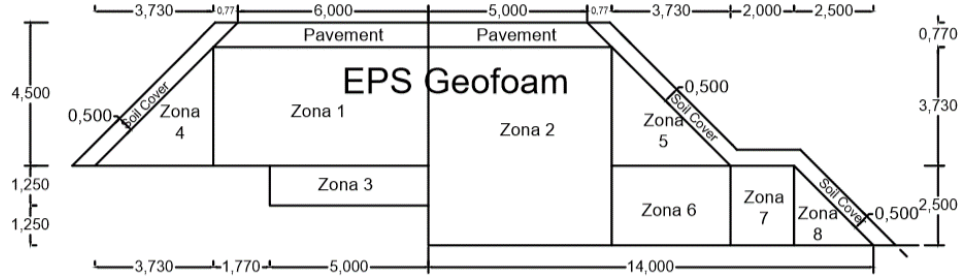 3,730 0,77 6,000 5,000 0,77 3,730 2,000 2,500
Pavement Pavement
0,770
EPS Geofoam
4,500
0,500
Soil Cover
Zona
4
Zona 1
Zona 2
Zona
5
0,500
Soil Cover
3,730
1,250
Zona 3
1,250
Zona 6
Zona
7
Zona
8
Soil Cover
0,500
2,500
3,730 1,770 5,000 14,000